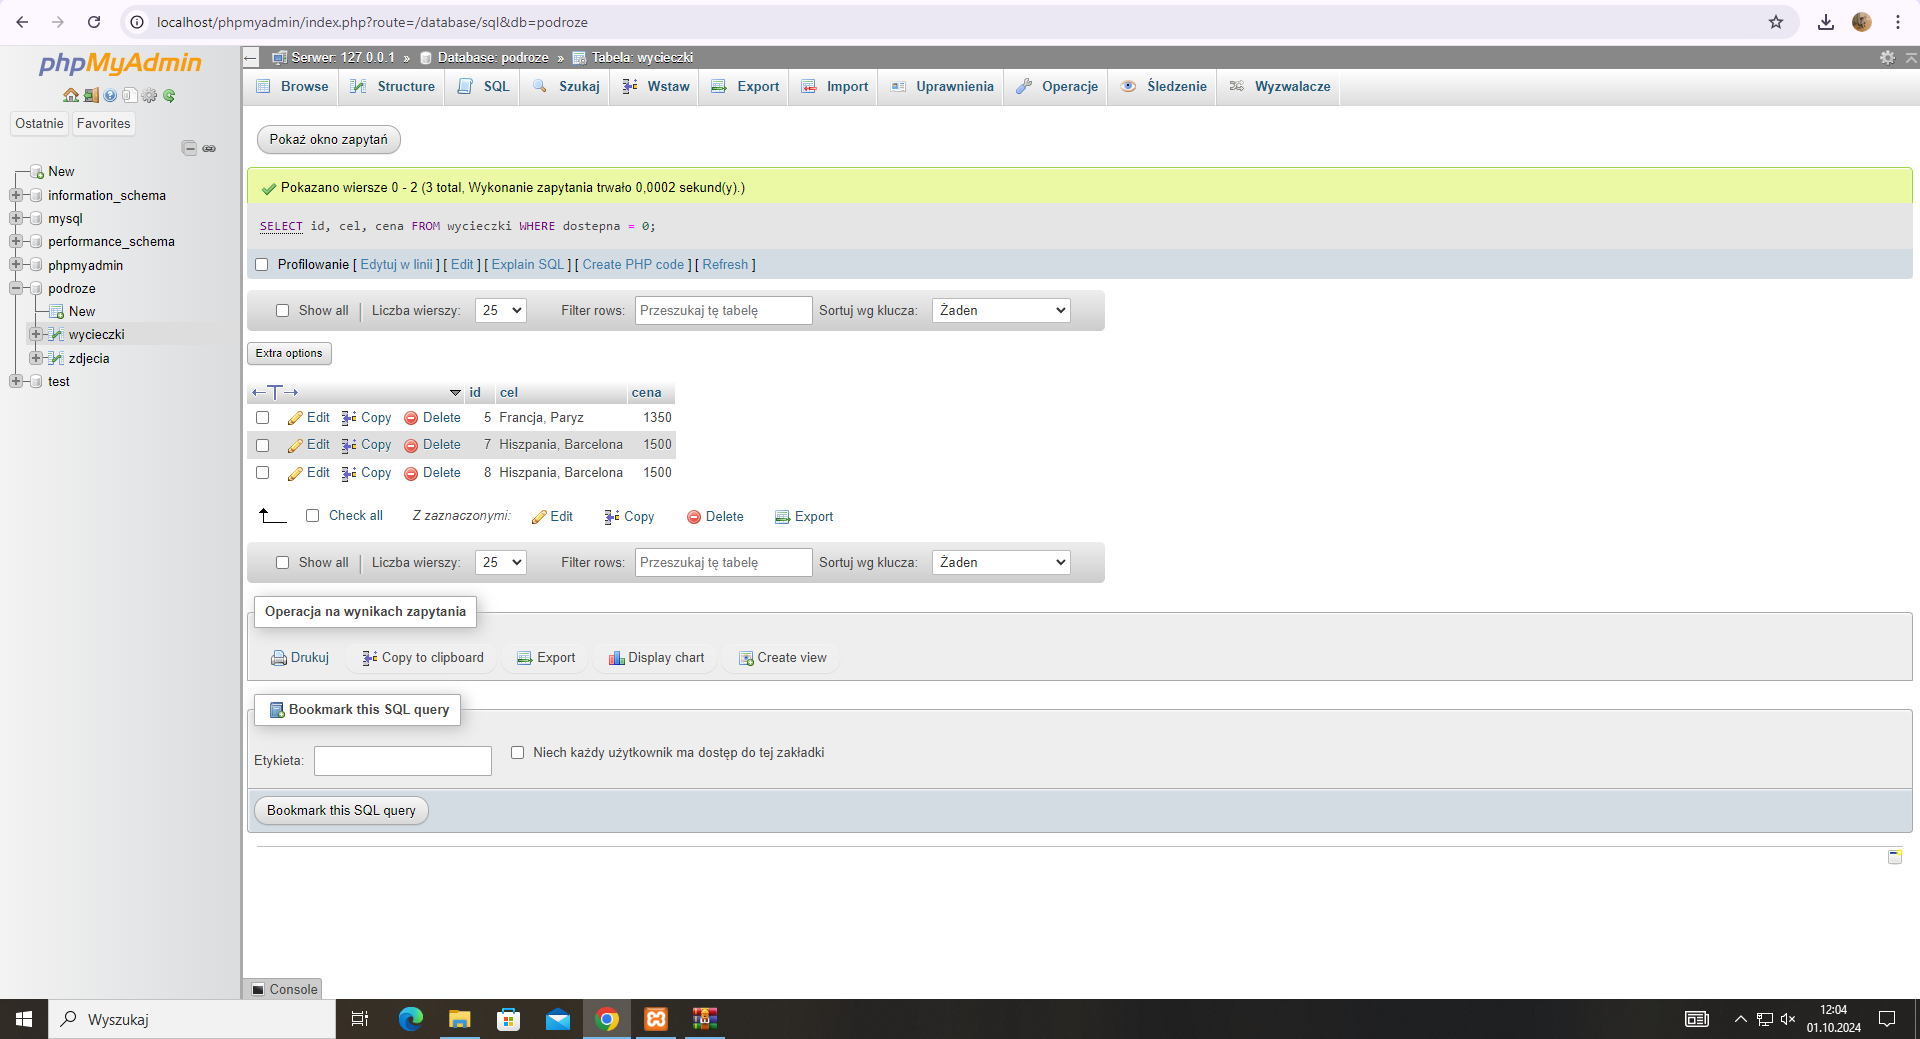 localhost/phpmyadmin/index.php?route=/database/sql&db=podroze
phpMyAdmin
Ostatnie
Favorites
New
information_schema
mysql
performance_schema
phpmyadmin
podroze
New
wycieczki
zdjecia
test
Serwer: 127.0.0.1 » Database: podroze » Tabela: wycieczki
Browse Structure SQL Szukaj Wstaw Export Import Uprawnienia Operacje Śledzenie Wyzwalacze
Pokaż okno zapytań
Pokazano wiersze 0 - 2 (3 total, Wykonanie zapytania trwało 0,0002 sekund(y).)
SELECT id, cel, cena FROM wycieczki WHERE dostepna = 0;
Profilowanie [ Edytuj w linii ] [ Edit ] [ Explain SQL ] [ Create PHP code ] [ Refresh ]
Show all | Liczba wierszy: 25 Filter rows: Przeszukaj tę tabelę Sortuj wg klucza: Żaden
Extra options
←T→ id cel cena
Edit Copy Delete 5 Francja, Paryz 1350
Edit Copy Delete 7 Hiszpania, Barcelona 1500
Edit Copy Delete 8 Hiszpania, Barcelona 1500
Check all Z zaznaczonymi: Edit Copy Delete Export
Show all | Liczba wierszy: 25 Filter rows: Przeszukaj tę tabelę Sortuj wg klucza: Żaden
Operacja na wynikach zapytania
Drukuj Copy to clipboard Export Display chart Create view
Bookmark this SQL query
Etykieta: Niech każdy użytkownik ma dostęp do tej zakładki
Bookmark this SQL query
Console
Wyszukaj
12:04
01.10.2024